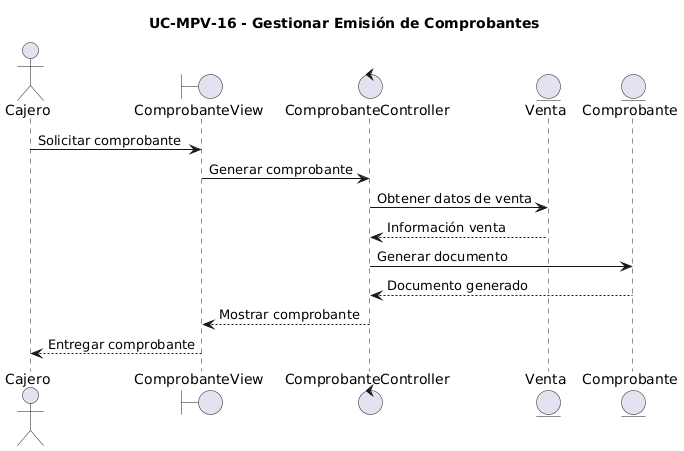 UC-MPV-16 - Gestionar Emisión de Comprobantes
Cajero
ComprobanteView
ComprobanteController
Venta
Comprobante
Solicitar comprobante
Generar comprobante
Obtener datos de venta
Información venta
Generar documento
Documento generado
Mostrar comprobante
Entregar comprobante
Cajero
ComprobanteView
ComprobanteController
Venta
Comprobante